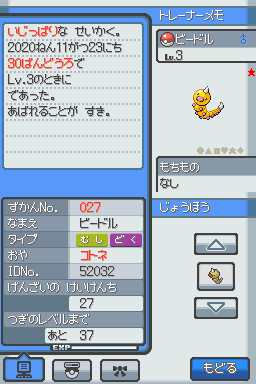 トレーナーメモ
いじっぱりな せいかく。
2020ねん11がつ23にち
30ばんどうろで
Lv.3のときに
であった。
あばれることが すき。
ビードル ♂
Lv.3
もちもの
なし
じょうほう
ずかんNo. 027
なまえ ビードル
タイプ むし どく
おや コトネ
IDNo. 52032
げんざいの けいけんち
27
つぎのレベルまで
あと 37
EXP
もどる